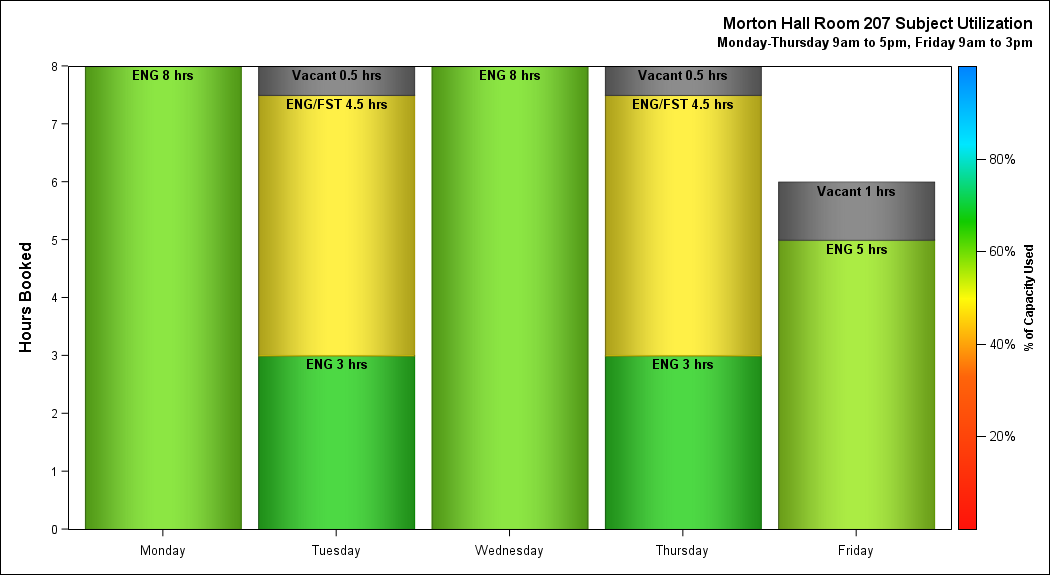 Morton Hall Room 207 Subject Utilization
Monday-Thursday 9am to 5pm, Friday 9am to 3pm
Hours Booked
8
7
6
5
4
3
2
1
0
ENG 8 hrs
Vacant 0.5 hrs
ENG/FST 4.5 hrs
ENG 3 hrs
ENG 8 hrs
Vacant 0.5 hrs
ENG/FST 4.5 hrs
ENG 3 hrs
Vacant 1 hrs
ENG 5 hrs
Monday
Tuesday
Wednesday
Thursday
Friday
80%
60%
40%
20%
% of Capacity Used